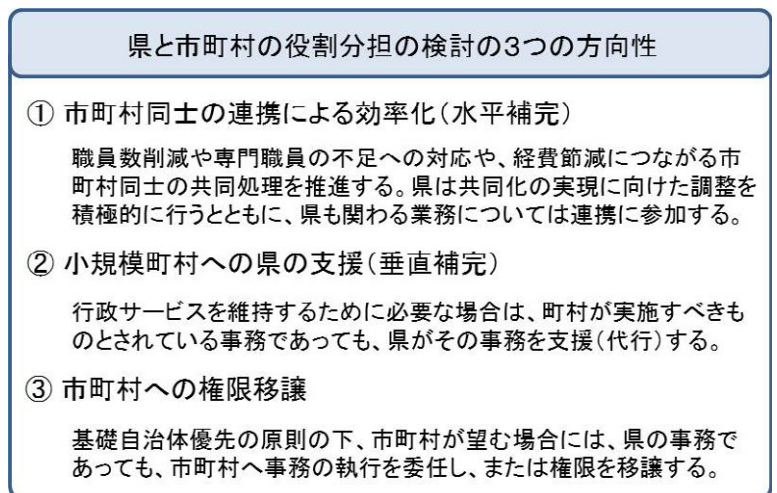 県と市町村の役割分担の検討の3つの方向性
① 市町村同士の連携による効率化(水平補完)
職員数削減や専門職員の不足への対応や、経費節減につながる市
町村同士の共同処理を推進する。県は共同化の実現に向けた調整を
積極的に行うとともに、県も関わる業務については連携に参加する。
② 小規模町村への県の支援(垂直補完)
行政サービスを維持するために必要な場合は、町村が実施すべきも
のとされている事務であっても、県がその事務を支援(代行)する。
③ 市町村への権限移譲
基礎自治体優先の原則の下、市町村が望む場合には、県の事務で
あっても、市町村へ事務の執行を委任し、または権限を移譲する。